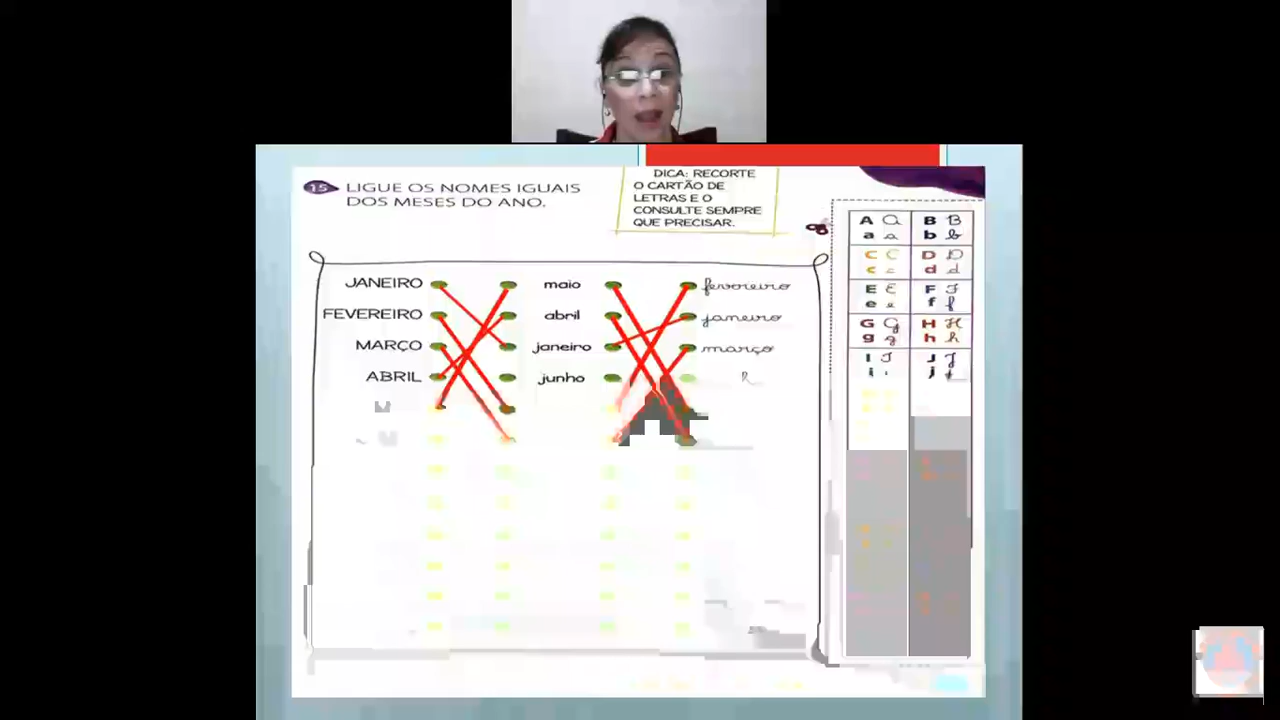 15 LIGUE OS NOMES IGUAIS
DOS MESES DO ANO.
DICA: RECORTE
O CARTÃO DE
LETRAS E O
CONSULTE SEMPRE
QUE PRECISAR.
JANEIRO maio fevereiro
FEVEREIRO abril janeiro
MARÇO janeiro março
ABRIL junho
M
A A B B
a a b b
C C D D
c c d d
E E F F
e e f f
G G H H
g g h h
I I J J
i i j j